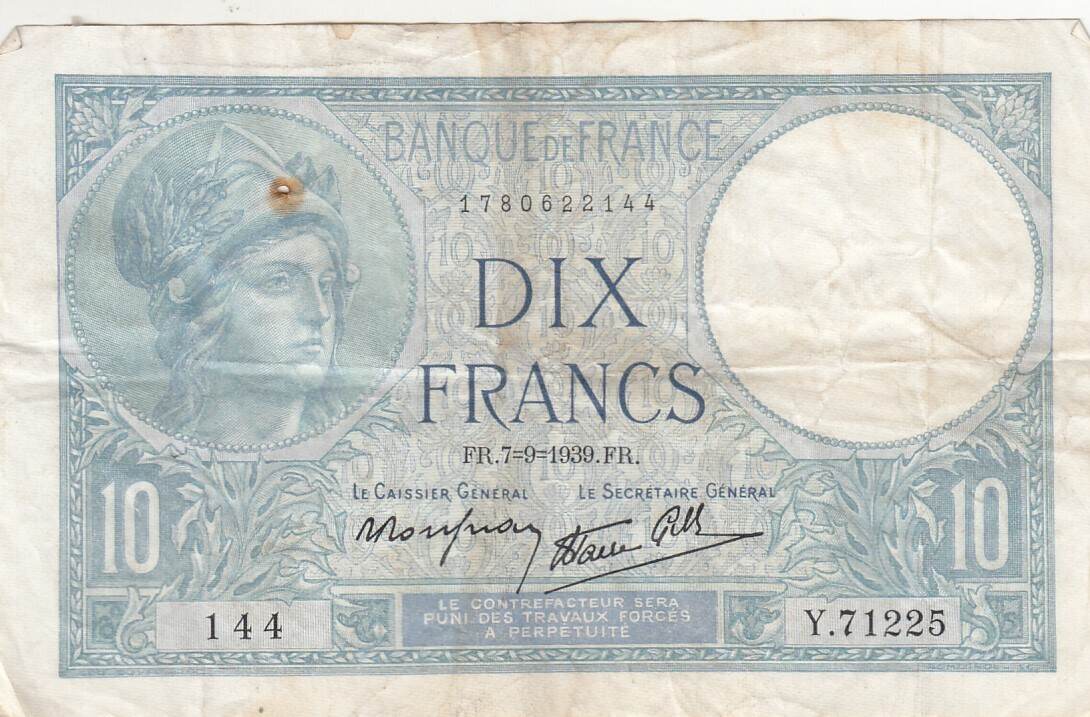 BANQUE DE FRANCE
1780622144
DIX
FRANCS
FR.7=9=1939.FR.
LE CAISSIER GÉNÉRAL LE SECRÉTAIRE GÉNÉRAL
10 10
LE CONTREFACTEUR SERA
PUNI DES TRAVAUX FORCÉS
A PERPÉTUITÉ
144 Y.71225